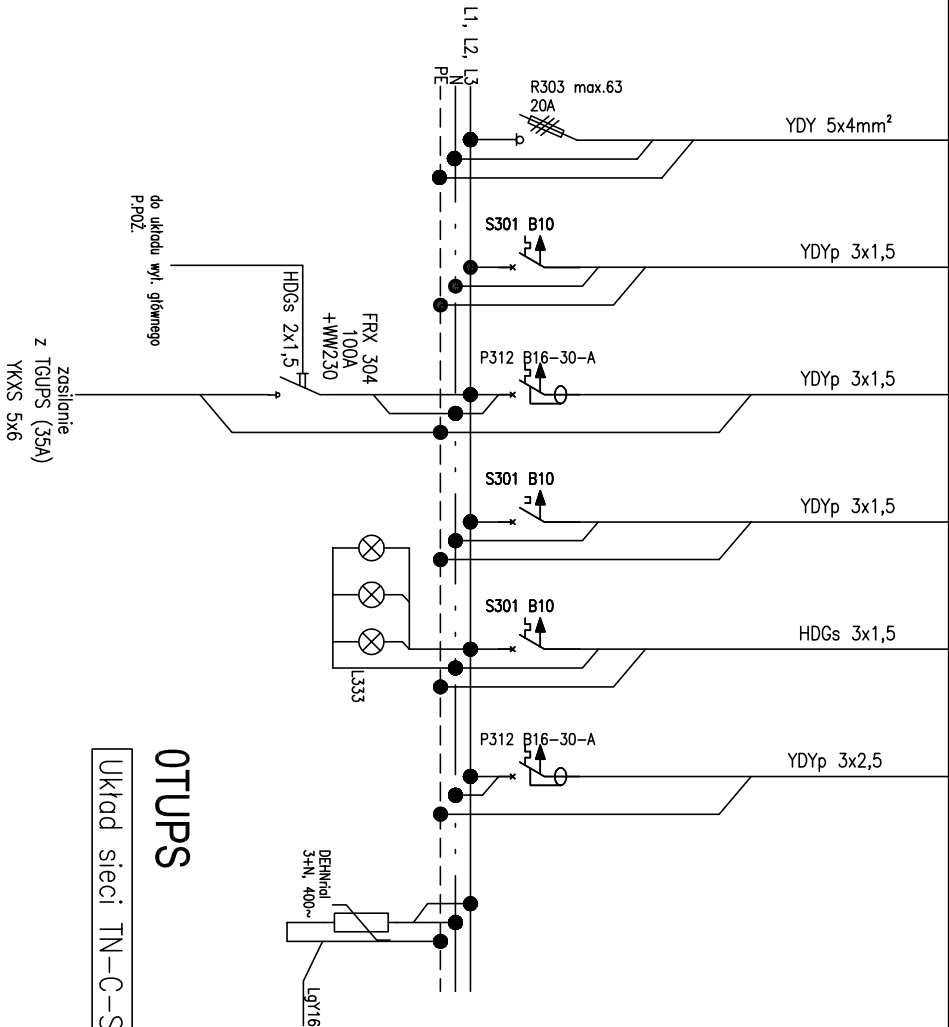 L1, L2, L3
N
PE
R303 max.63
20A
YDY 5x4mm²
S301 B10
YDYp 3x1,5
do układu wył. głównego
P.POŻ.
HDGs 2x1,5
FRX 304
100A
+WW230
P312 B16-30-A
YDYp 3x1,5
zasilanie
z TGUPS (35A)
YKXS 5x6
S301 B10
YDYp 3x1,5
S301 B10
HDGs 3x1,5
L333
P312 B16-30-A
YDYp 3x2,5
0TUPS
Układ sieci TN-C-S
DEHNrial
3+N, 400~
LgY16